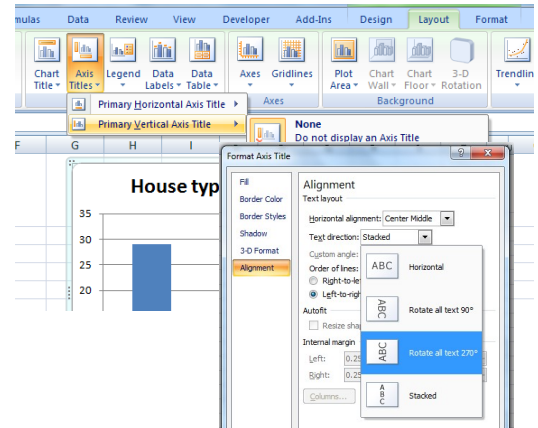 mulas Data Review View Developer Add-Ins Design Layout Format
Chart Title Axis Titles Legend Data Labels Data Table Axes Gridlines Plot Area Chart Wall Chart Floor 3-D Rotation Trendlin
Primary Horizontal Axis Title
Axes
Background
Primary Vertical Axis Title
None
Do not display an Axis Title
F G H I
Format Axis Title
House typ
35
30
25
20
Fill
Border Color
Border Styles
Shadow
3-D Format
Alignment
Alignment
Text layout
Horizontal alignment: Center Middle
Text direction: Stacked
Custom angle:
Order of lines:
Right-to-le
Left-to-righ
Autofit
Resize sha
Internal margin
Left: 0.25
Right: 0.25
Columns...
ABC Horizontal
ABC Rotate all text 90°
ABC Rotate all text 270°
ABC Stacked